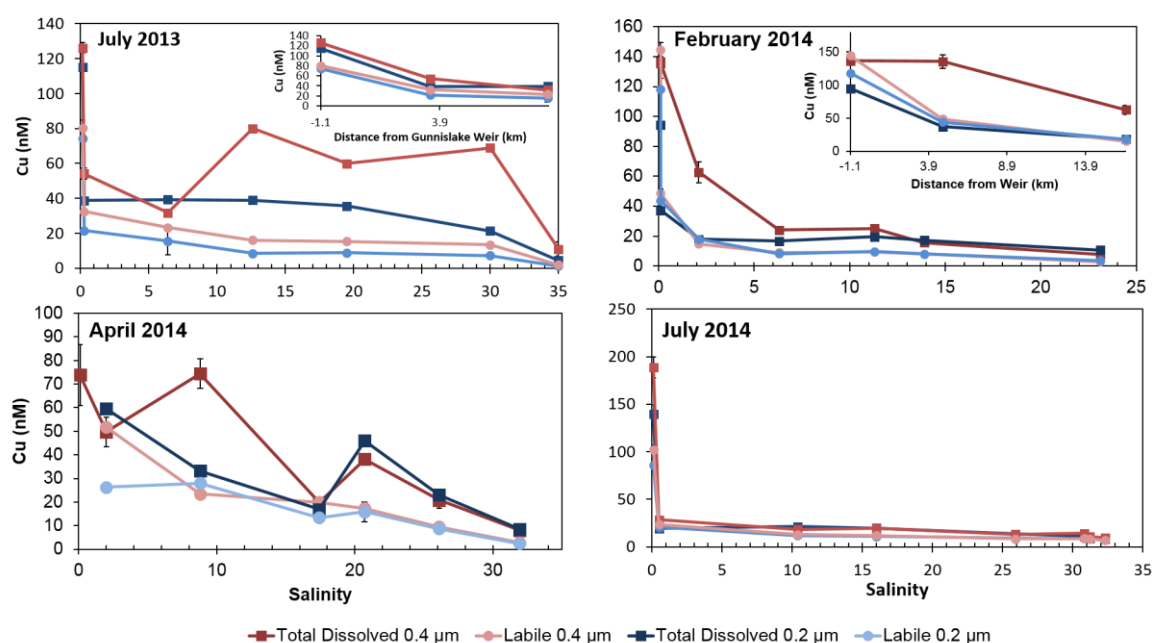 July 2013
Cu (nM)
140
120
100
80
60
40
20
0
0 5 10 15 20 25 30 35
Cu (nM)
140
120
100
80
60
40
20
0
-1.1 3.9
Distance from Gunnislake Weir (km)
February 2014
160
140
120
100
80
60
40
20
0
0 5 10 15 20 25
Cu (nM)
150
100
50
0
-1.1 3.9 8.9 13.9
Distance from Weir (km)
April 2014
Cu (nM)
100
90
80
70
60
50
40
30
20
10
0
0 10 20 30
Salinity
July 2014
250
200
150
100
50
0
0 5 10 15 20 25 30 35
Salinity
Total Dissolved 0.4 µm Labile 0.4 µm Total Dissolved 0.2 µm Labile 0.2 µm